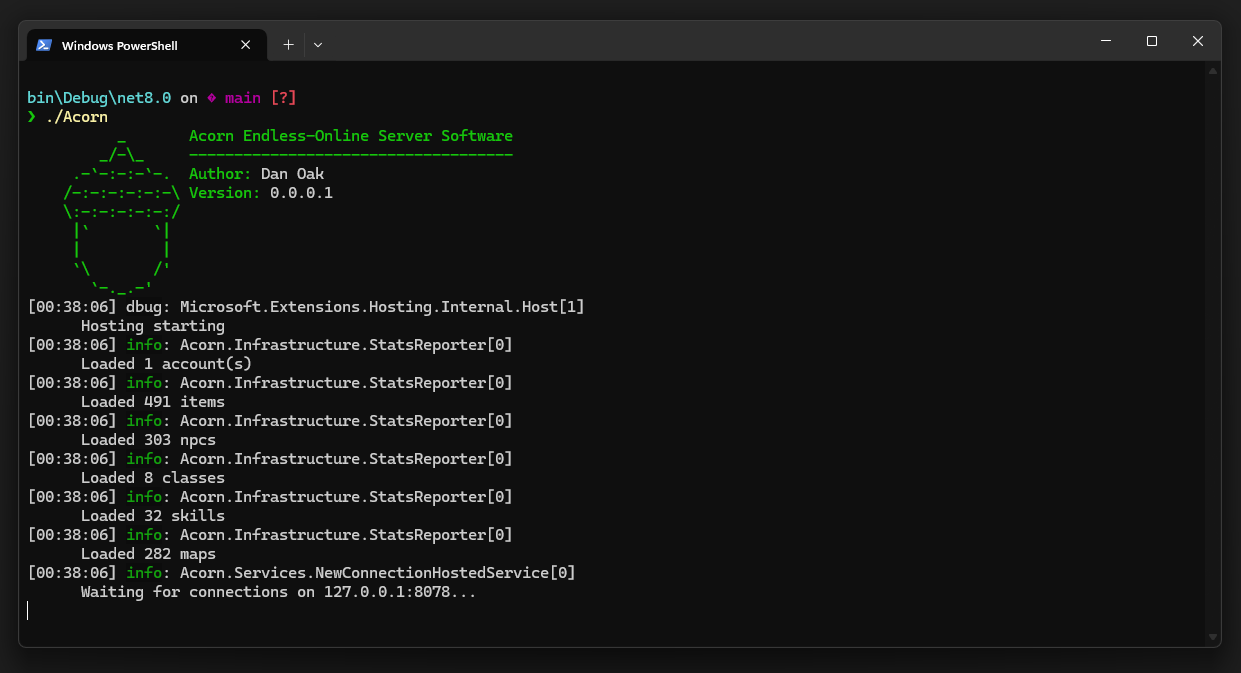 Windows PowerShell
bin\Debug\net8.0 on � main [?]
❯ ./Acorn
Acorn Endless-Online Server Software
------------------------------------
Author: Dan Oak
Version: 0.0.0.1
[00:38:06] dbug: Microsoft.Extensions.Hosting.Internal.Host[1]
Hosting starting
[00:38:06] info: Acorn.Infrastructure.StatsReporter[0]
Loaded 1 account(s)
[00:38:06] info: Acorn.Infrastructure.StatsReporter[0]
Loaded 491 items
[00:38:06] info: Acorn.Infrastructure.StatsReporter[0]
Loaded 303 npcs
[00:38:06] info: Acorn.Infrastructure.StatsReporter[0]
Loaded 8 classes
[00:38:06] info: Acorn.Infrastructure.StatsReporter[0]
Loaded 32 skills
[00:38:06] info: Acorn.Infrastructure.StatsReporter[0]
Loaded 282 maps
[00:38:06] info: Acorn.Services.NewConnectionHostedService[0]
Waiting for connections on 127.0.0.1:8078...